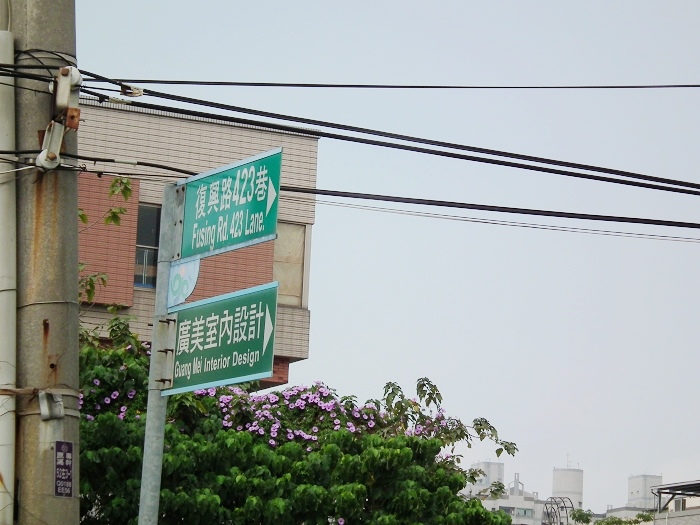 復興路423巷
Fusing Rd. 423 Lane.
廣美室內設計
Guang Mei Interior Design